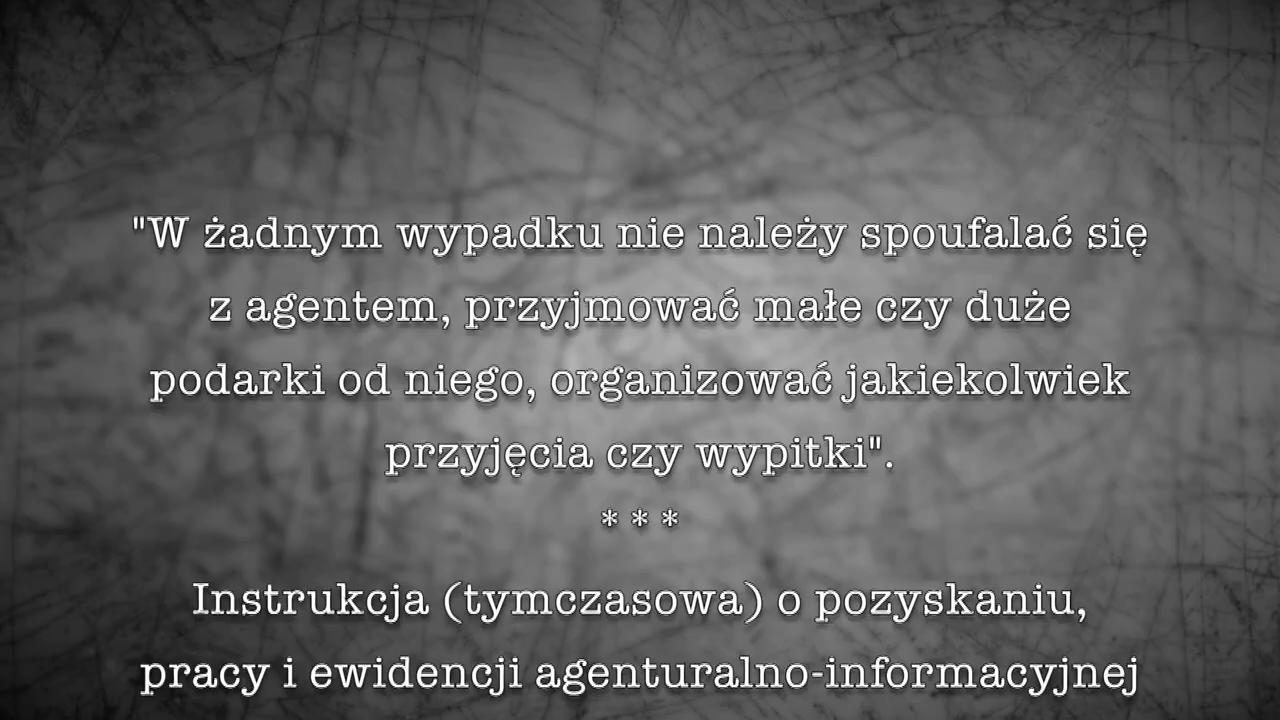 "W żadnym wypadku nie należy spoufalać się
z agentem, przyjmować małe czy duże
podarki od niego, organizować jakiekolwiek
przyjęcia czy wypitki".
* * *
Instrukcja (tymczasowa) o pozyskaniu,
pracy i ewidencji agenturalno-informacyjnej